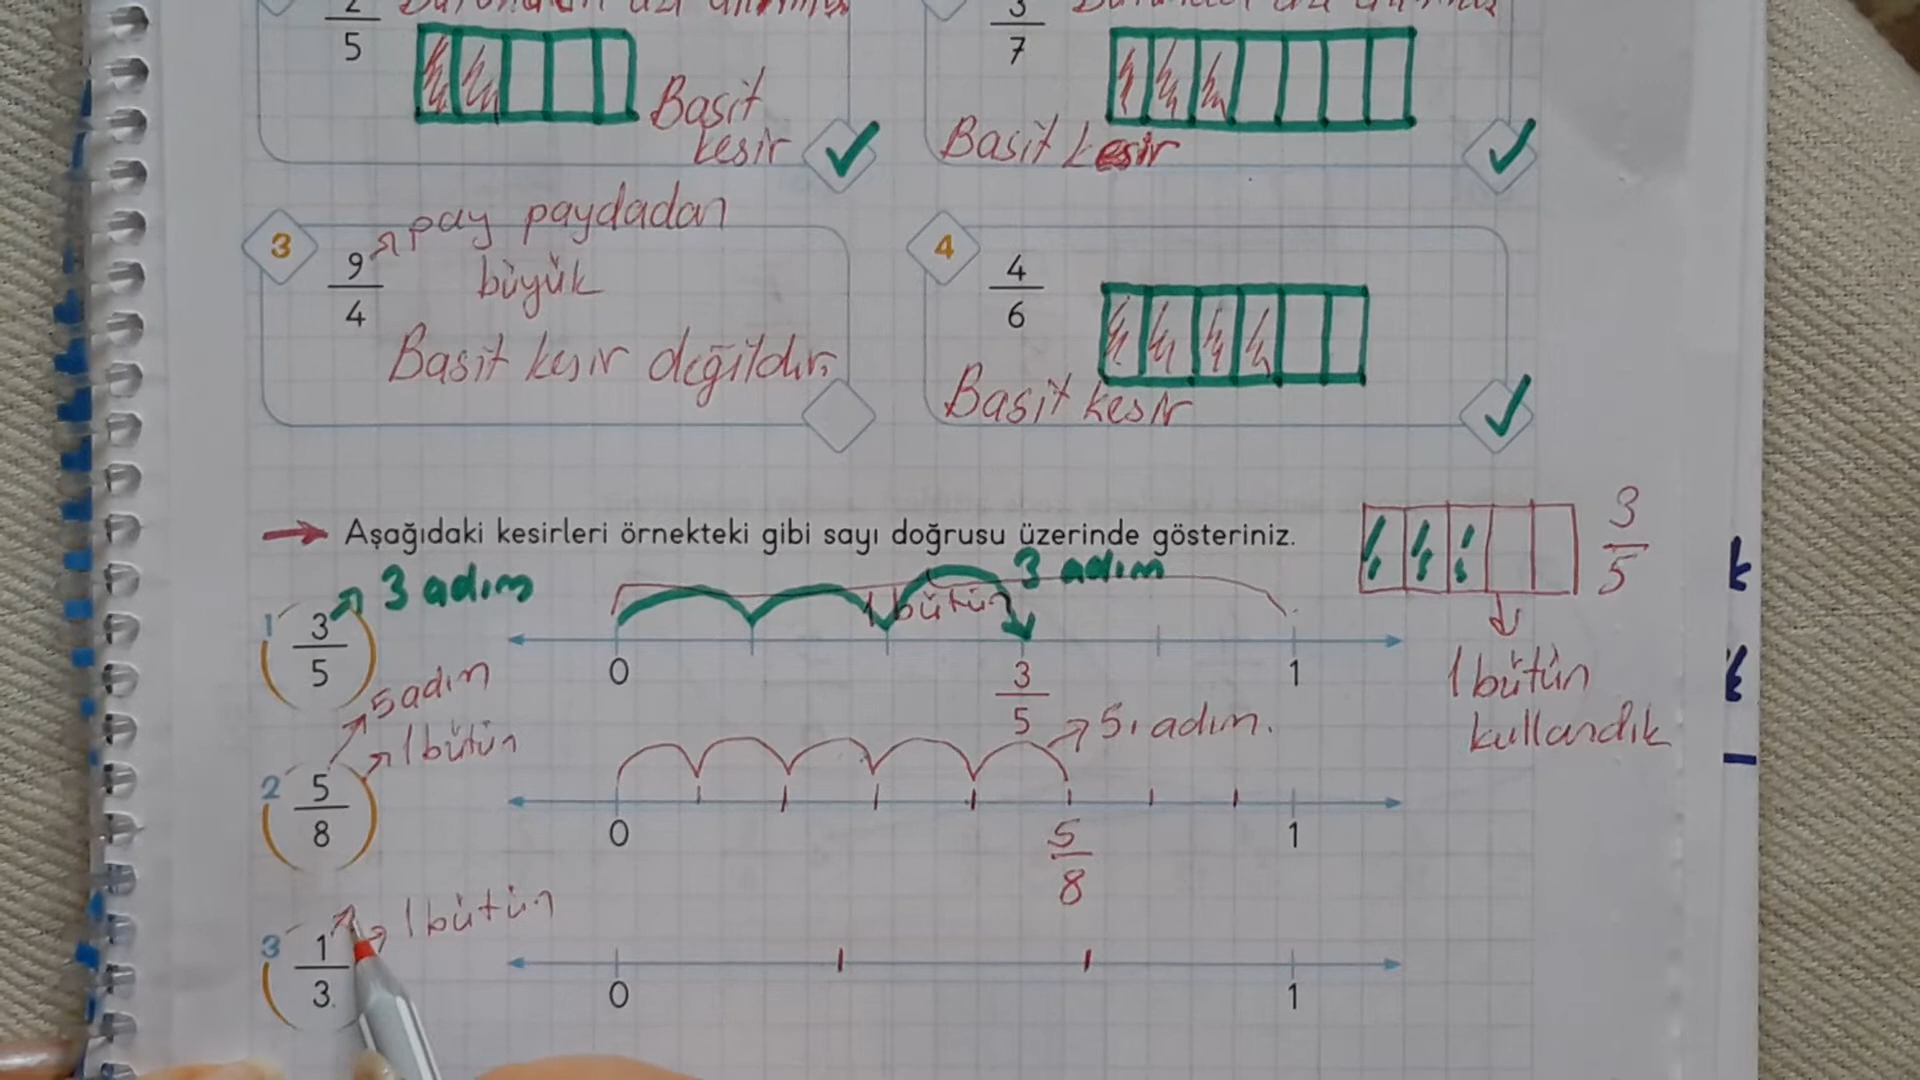 2/5
Basit
kesir
3/7
Basit kesir
3
9/4
pay paydadan
büyük
Basit kesir değildir.
4
4/6
Basit kesir
Aşağıdaki kesirleri örnekteki gibi sayı doğrusu üzerinde gösteriniz.
3/5
1 bütün
kullandık
1
3/5
3 adım
3 adım
1 bütün
0
3/5
1
2
5/8
5 adım
1 bütün
5. adım.
0
5/8
1
3
1/3
1 bütün
0
1